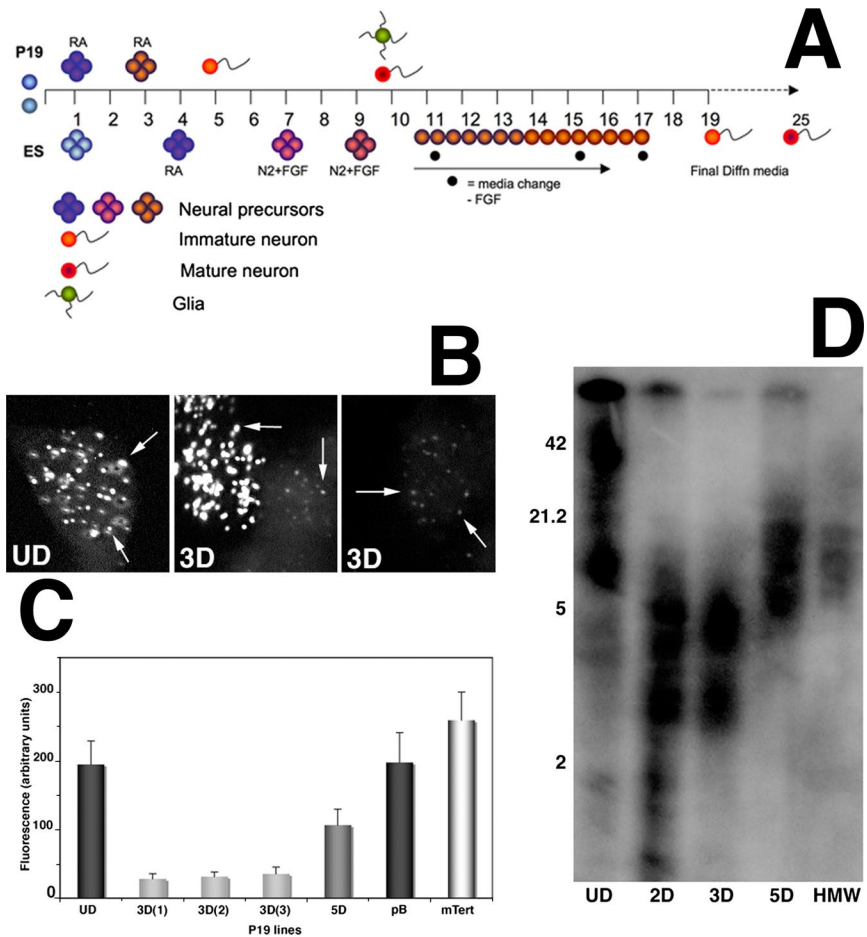 A
P19
RA
RA
1 2 3 4 5 6 7 8 9 10 11 12 13 14 15 16 17 18 19 25
ES
RA
N2+FGF
N2+FGF
Final Diffn media
= media change
- FGF
Neural precursors
Immature neuron
Mature neuron
Glia
B
UD
3D
3D
C
Fluorescence (arbitrary units)
300
200
100
0
UD
3D(1)
3D(2)
3D(3)
5D
pB
mTert
P19 lines
D
42
21.2
5
2
UD
2D
3D
5D
HMW